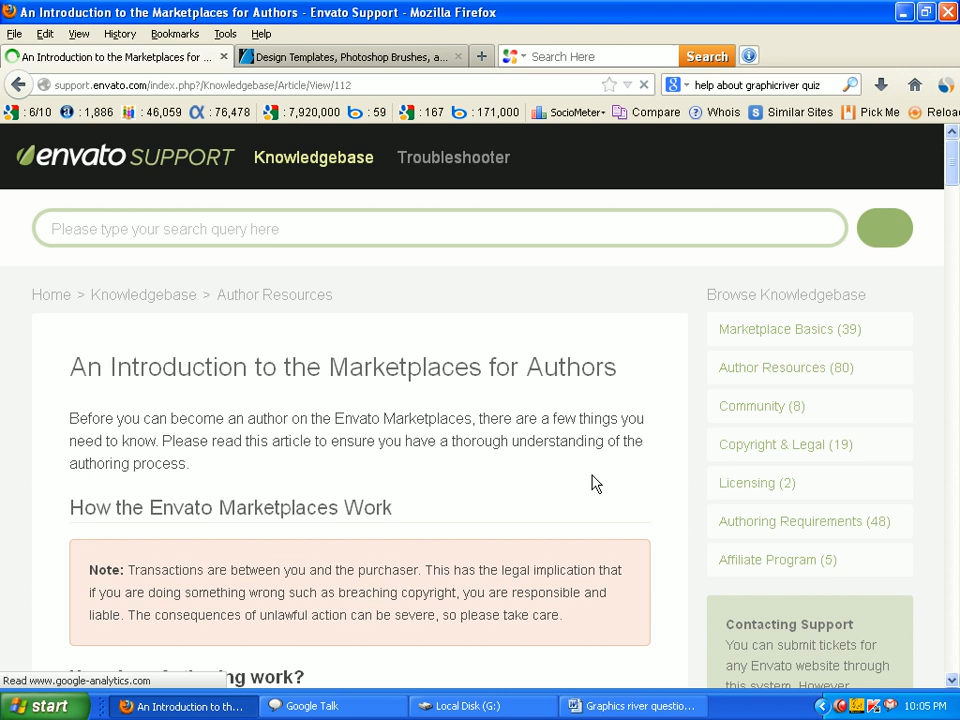 An Introduction to the Marketplaces for Authors - Envato Support - Mozilla Firefox
File Edit View History Bookmarks Tools Help
An Introduction to the Marketplaces for ... Design Templates, Photoshop Brushes, a... Search Here Search
support.envato.com/index.php?/Knowledgebase/Article/View/112 help about graphicriver quiz
: 6/10 : 1,886 : 46,059 : 76,478 : 7,920,000 : 59 : 167 : 171,000 SocioMeter Compare Whois Similar Sites Pick Me Reloa
envato SUPPORT Knowledgebase Troubleshooter
Please type your search query here
Home > Knowledgebase > Author Resources
Browse Knowledgebase
Marketplace Basics (39)
Author Resources (80)
Community (8)
Copyright & Legal (19)
Licensing (2)
Authoring Requirements (48)
Affiliate Program (5)
An Introduction to the Marketplaces for Authors
Before you can become an author on the Envato Marketplaces, there are a few things you
need to know. Please read this article to ensure you have a thorough understanding of the
authoring process.
How the Envato Marketplaces Work
Note: Transactions are between you and the purchaser. This has the legal implication that
if you are doing something wrong such as breaching copyright, you are responsible and
liable. The consequences of unlawful action can be severe, so please take care.
Contacting Support
You can submit tickets for
any Envato website through
this system. However
ng work?
Read www.google-analytics.com
start An Introduction to th... Google Talk Local Disk (G:) Graphics river questio... 10:05 PM